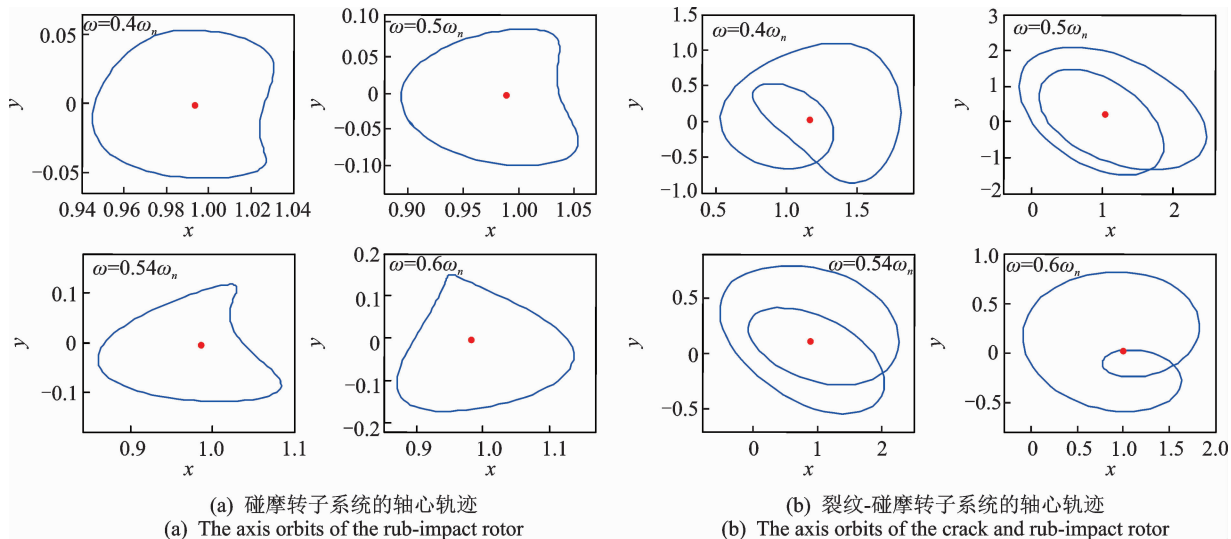 ω=0.4ωn
0.05
0
−0.05
y
0.94 0.96 0.98 1.00 1.02 1.04
x
ω=0.5ωn
0.10
0.05
0
−0.05
−0.10
y
0.90 0.95 1.00 1.05
x
ω=0.4ωn
1.5
1.0
0.5
0
−0.5
−1.0
y
0.5 1.0 1.5
x
ω=0.5ωn
3
2
1
0
−1
−2
y
0 1 2
x
ω=0.54ωn
0.1
0
−0.1
y
0.9 1.0 1.1
x
ω=0.6ωn
0.2
0.1
0
−0.1
−0.2
y
0.9 1.0 1.1
x
ω=0.54ωn
0.5
0
−0.5
y
0 1 2
x
ω=0.6ωn
1.0
0.5
0
−0.5
y
0 0.5 1.0 1.5 2.0
x
(a) 碰摩转子系统的轴心轨迹
(a) The axis orbits of the rub-impact rotor
(b) 裂纹-碰摩转子系统的轴心轨迹
(b) The axis orbits of the crack and rub-impact rotor